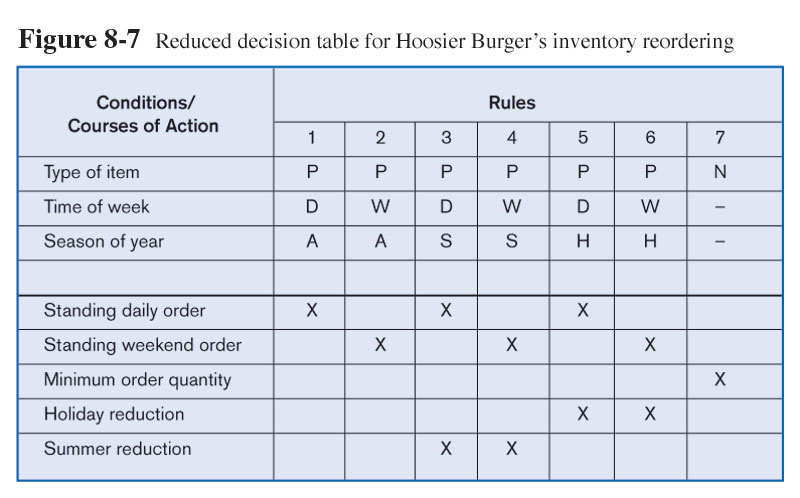 Figure 8-7 Reduced decision table for Hoosier Burger's inventory reordering
Conditions/
Courses of Action
Rules
1 2 3 4 5 6 7
Type of item P P P P P P N
Time of week D W D W D W –
Season of year A A S S H H –
Standing daily order X X X
Standing weekend order X X X
Minimum order quantity X
Holiday reduction X X
Summer reduction X X